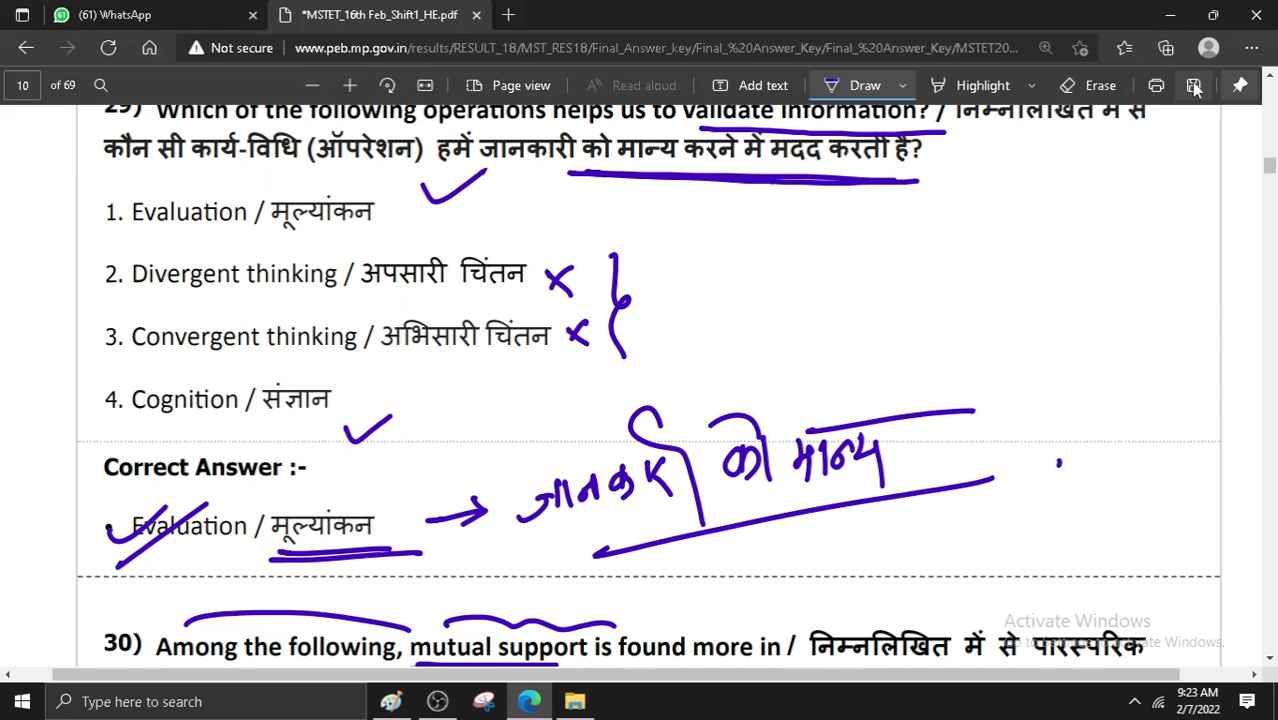 (61) WhatsApp
*MSTET_16th Feb_Shift1_HE.pdf
Not secure | www.peb.mp.gov.in/results/RESULT_18/MST_RES18/Final_Answer_key/Final_%20Answer_Key/Final_%20Answer_Key/MSTET20...
10 of 69
Page view
Read aloud
Add text
Draw
Highlight
Erase
29) Which of the following operations helps us to validate information? / निम्नलिखित में से
कौन सी कार्य-विधि (ऑपरेशन) हमें जानकारी को मान्य करने में मदद करती है?
1. Evaluation / मूल्यांकन
2. Divergent thinking / अपसारी चिंतन
3. Convergent thinking / अभिसारी चिंतन
4. Cognition / संज्ञान
Correct Answer :-
को मान्य
• Evaluation / मूल्यांकन
Activate Windows
30) Among the following, mutual support is found more in / निम्नलिखित में से पारस्परिक
Type here to search
9:23 AM
2/7/2022